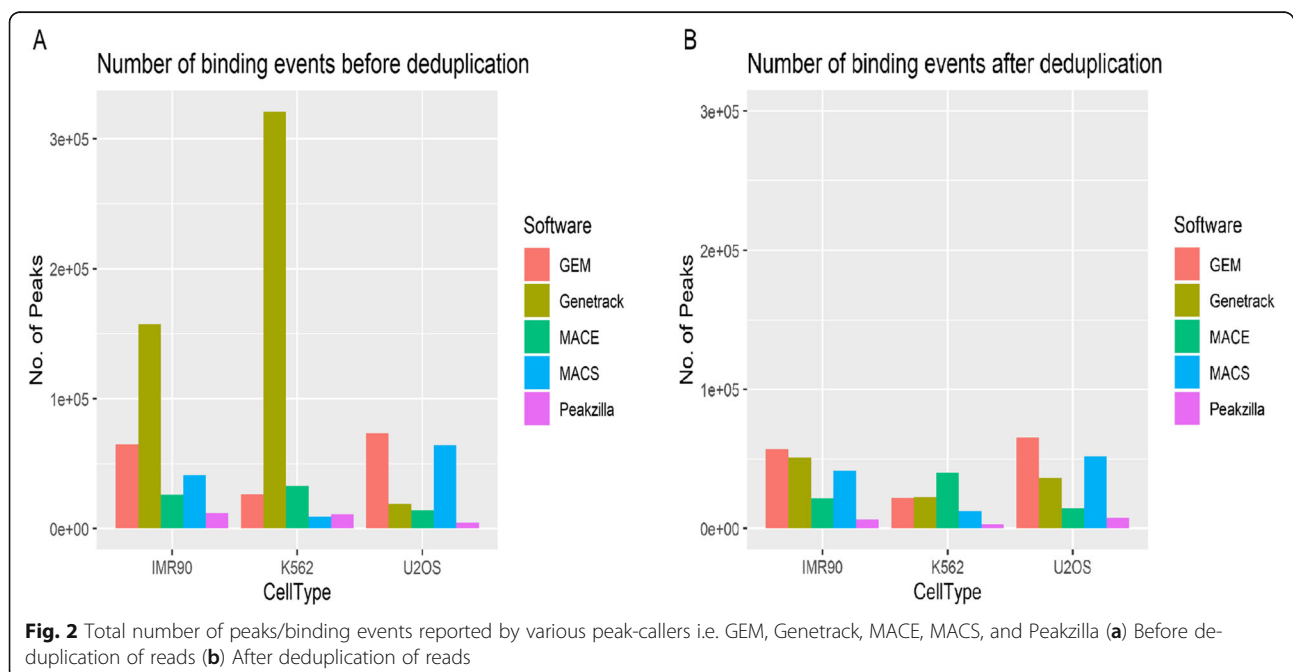 A
Number of binding events before deduplication
3e+05
2e+05
1e+05
0e+00
No. of Peaks
IMR90
K562
U2OS
CellType
Software
GEM
Genetrack
MACE
MACS
Peakzilla
B
Number of binding events after deduplication
3e+05
2e+05
1e+05
0e+00
No. of Peaks
IMR90
K562
U2OS
CellType
Software
GEM
Genetrack
MACE
MACS
Peakzilla
Fig. 2 Total number of peaks/binding events reported by various peak-callers i.e. GEM, Genetrack, MACE, MACS, and Peakzilla (a) Before de-
duplication of reads (b) After deduplication of reads